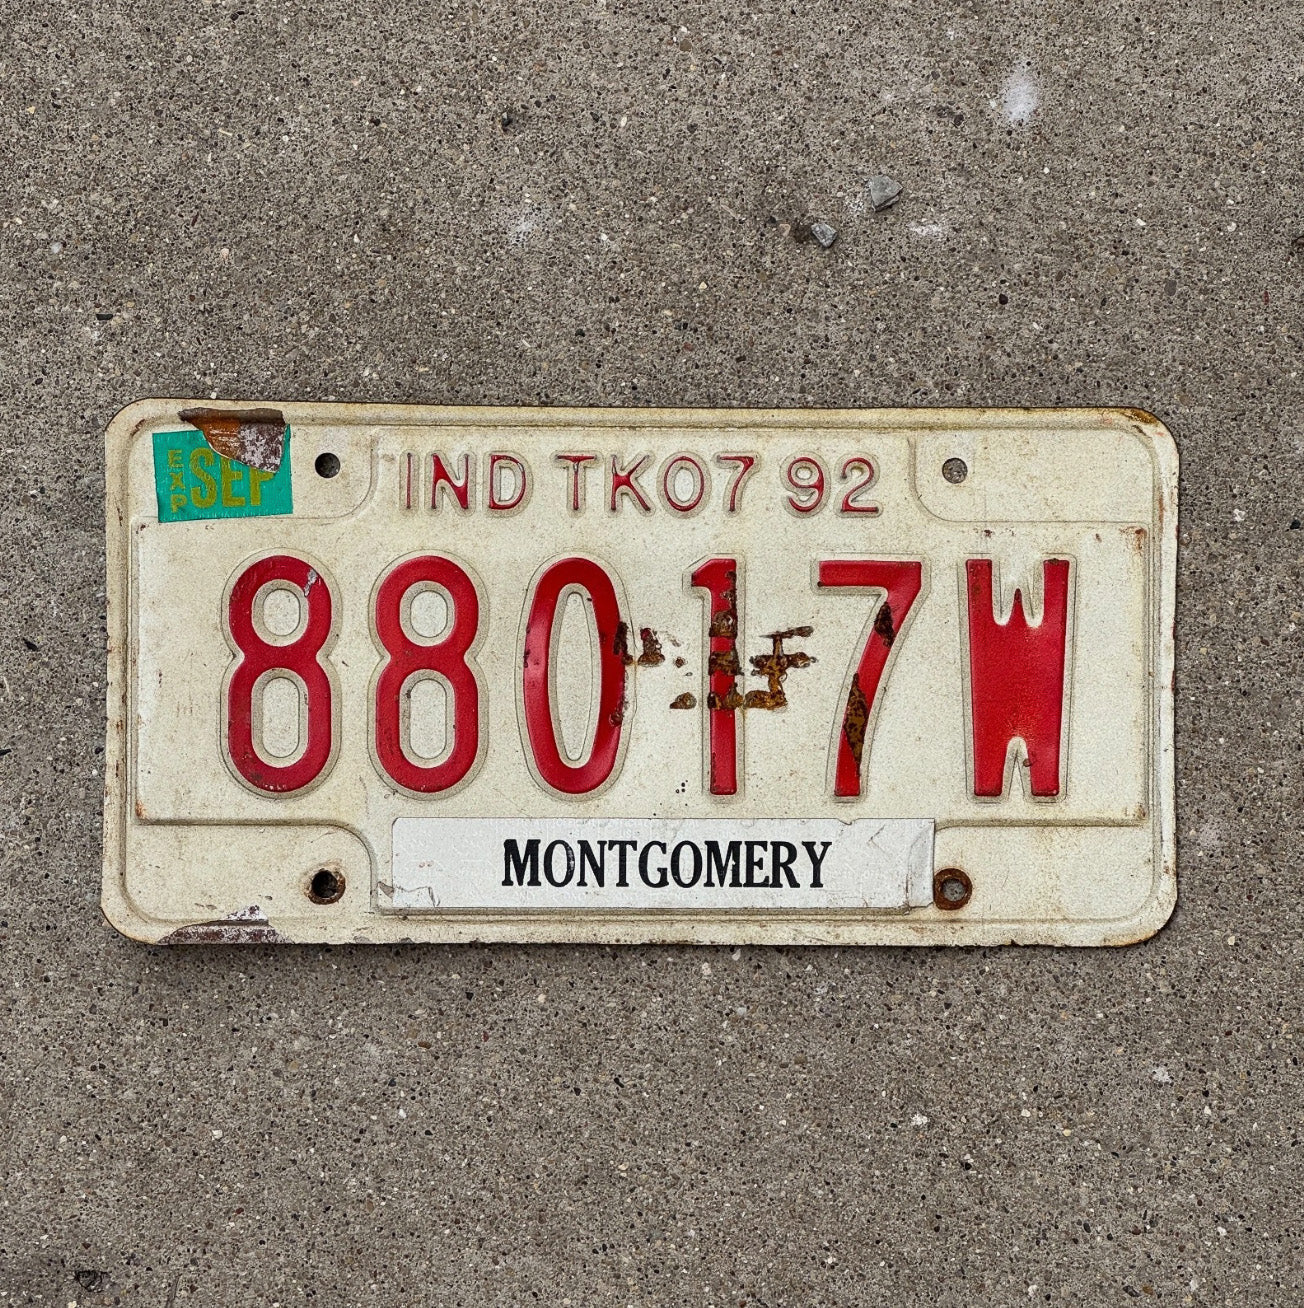 EXP SEP
IND TK07 92
88017W
MONTGOMERY